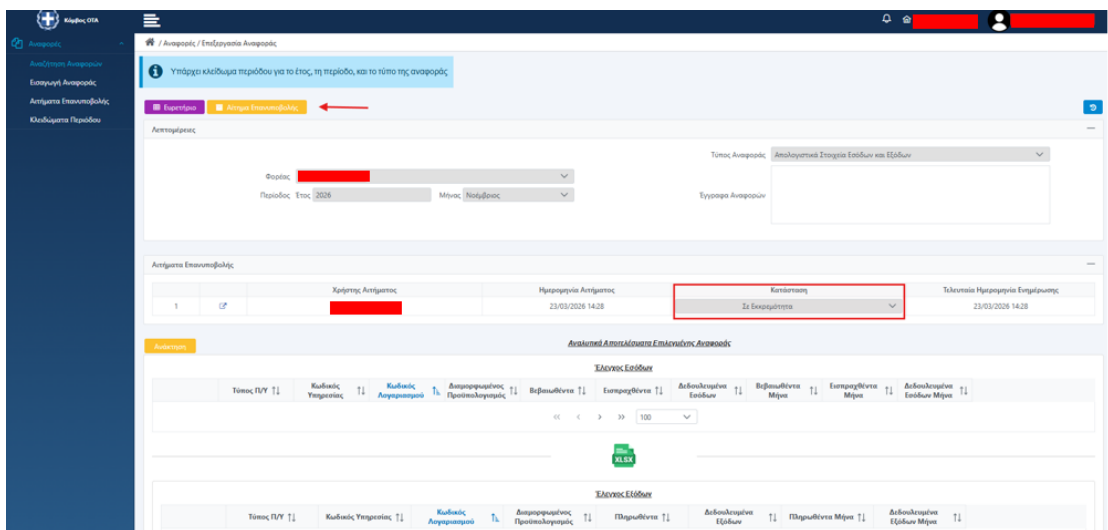 Κόμβος ΟΤΑ
Αναφορές
Αναζήτηση Αναφορών
Εισαγωγή Αναφοράς
Αιτήματα Επανυποβολής
Κλειδώματα Περιόδου
/ Αναφορές / Επεξεργασία Αναφοράς
Υπάρχει κλείδωμα περιόδου για το έτος, τη περίοδο, και το τύπο της αναφοράς
Ευρετήρια
Αίτημα Επανυποβολής
Λεπτομέρειες
Τύπος Αναφοράς Απολογιστικά Στοιχεία Εσόδων και Εξόδων
Φορέας
Περίοδος Έτος 2026 Μήνας Νοέμβριος
Έγγραφα Αναφορών
Αιτήματα Επανυποβολής
Χρήστης Αιτήματος Ημερομηνία Αιτήματος Κατάσταση Τελευταία Ημερομηνία Ενημέρωσης
1 23/03/2026 14:28 Σε Εκκρεμότητα 23/03/2026 14:28
Ανάκτηση
Αναλυτικά Αποτελέσματα Επιλεγμένης Αναφοράς
Έλεγχος Εσόδων
Τύπος Π/Υ Κωδικός Υπηρεσίας Κωδικός Λογαριασμού Διαμορφωμένος Προϋπολογισμός Βεβαιωθέντα Εισπραχθέντα Δεδουλευμένα Εσόδων Βεβαιωθέντα Μήνα Εισπραχθέντα Μήνα Δεδουλευμένα Εσόδων Μήνα
<< < > >> 100
XLSX
Έλεγχος Εξόδων
Τύπος Π/Υ Κωδικός Υπηρεσίας Κωδικός Λογαριασμού Διαμορφωμένος Προϋπολογισμός Πληρωθέντα Δεδουλευμένα Εξόδων Πληρωθέντα Μήνα Δεδουλευμένα Εξόδων Μήνα